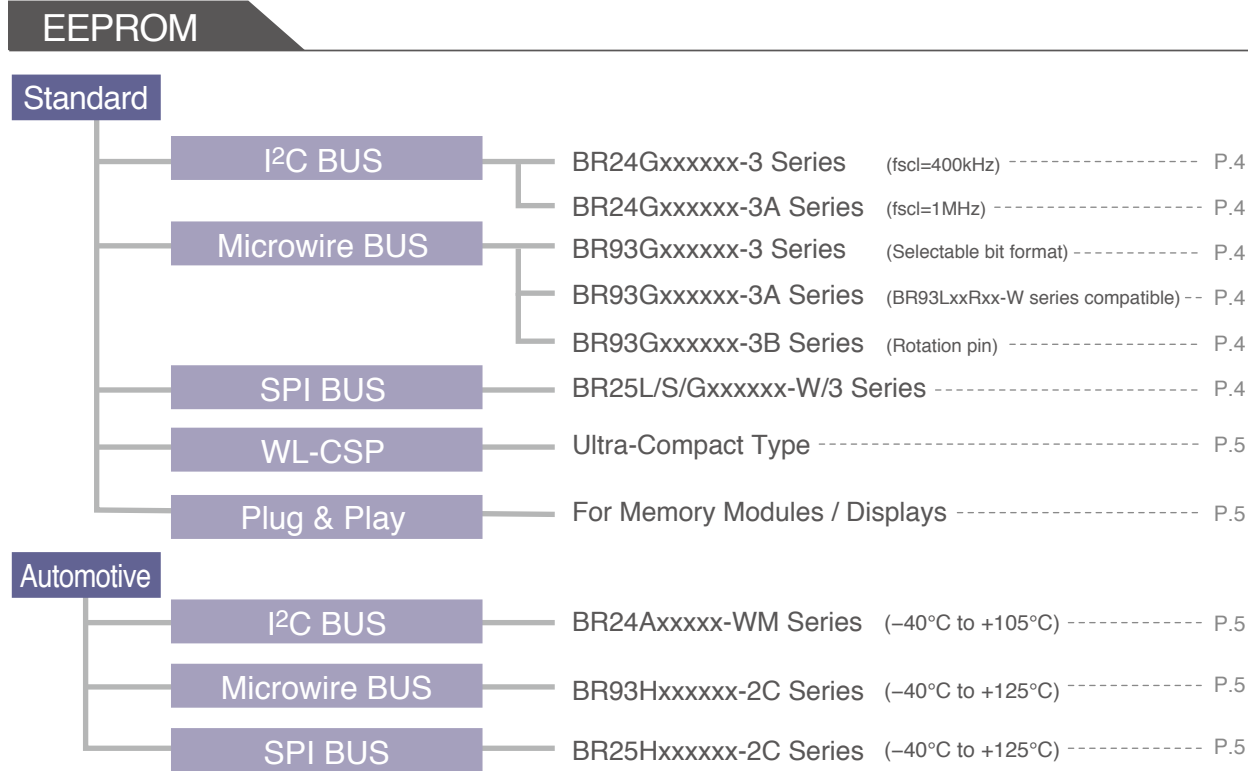 EEPROM
Standard
I²C BUS
BR24Gxxxxxx-3 Series (fscl=400kHz) P.4
BR24Gxxxxxx-3A Series (fscl=1MHz) P.4
Microwire BUS
BR93Gxxxxxx-3 Series (Selectable bit format) P.4
BR93Gxxxxxx-3A Series (BR93LxxRxx-W series compatible) P.4
BR93Gxxxxxx-3B Series (Rotation pin) P.4
SPI BUS
BR25L/S/Gxxxxxx-W/3 Series P.4
WL-CSP
Ultra-Compact Type P.5
Plug & Play
For Memory Modules / Displays P.5
Automotive
I²C BUS
BR24Axxxxx-WM Series (−40°C to +105°C) P.5
Microwire BUS
BR93Hxxxxxx-2C Series (−40°C to +125°C) P.5
SPI BUS
BR25Hxxxxxx-2C Series (−40°C to +125°C) P.5